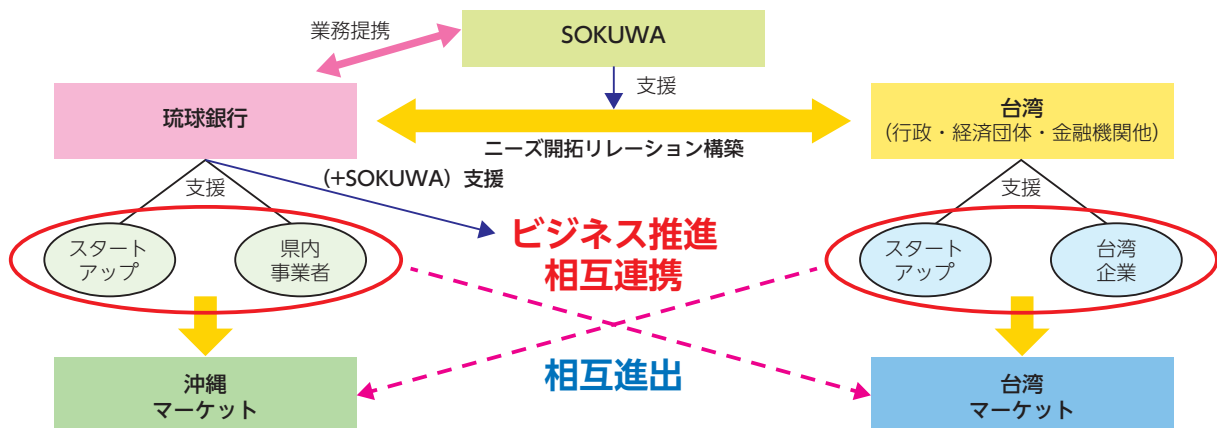 業務提携
SOKUWA
支援
琉球銀行
台湾
(行政・経済団体・金融機関他)
ニーズ開拓リレーション構築
支援
(+SOKUWA)支援
支援
スタート
アップ
県内
事業者
ビジネス推進
相互連携
スタート
アップ
台湾
企業
相互進出
沖縄
マーケット
台湾
マーケット